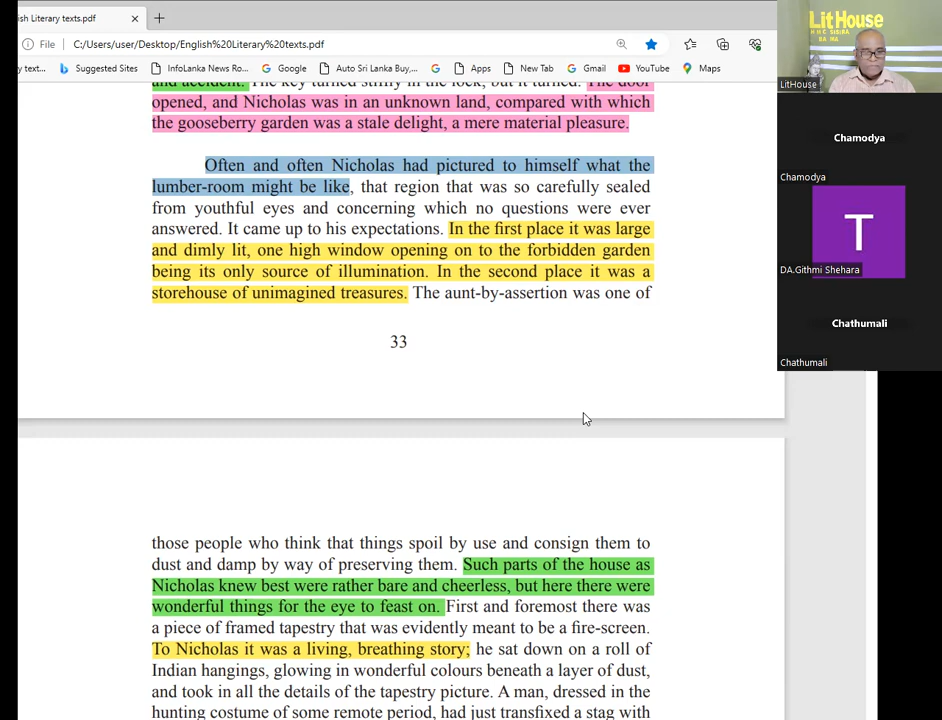 sh Literary texts.pdf
File C:/Users/user/Desktop/English%20Literary%20texts.pdf
y text... Suggested Sites InfoLanka News Ro... Google Auto Sri Lanka Buy,... Apps New Tab Gmail YouTube Maps
and accident. The key turned stiffly in the lock, but it turned. The door
opened, and Nicholas was in an unknown land, compared with which
the gooseberry garden was a stale delight, a mere material pleasure.
Often and often Nicholas had pictured to himself what the
lumber-room might be like, that region that was so carefully sealed
from youthful eyes and concerning which no questions were ever
answered. It came up to his expectations. In the first place it was large
and dimly lit, one high window opening on to the forbidden garden
being its only source of illumination. In the second place it was a
storehouse of unimagined treasures. The aunt-by-assertion was one of
33
those people who think that things spoil by use and consign them to
dust and damp by way of preserving them. Such parts of the house as
Nicholas knew best were rather bare and cheerless, but here there were
wonderful things for the eye to feast on. First and foremost there was
a piece of framed tapestry that was evidently meant to be a fire-screen.
To Nicholas it was a living, breathing story; he sat down on a roll of
Indian hangings, glowing in wonderful colours beneath a layer of dust,
and took in all the details of the tapestry picture. A man, dressed in the
hunting costume of some remote period, had just transfixed a stag with
LitHouse
LitHouse
Chamodya
Chamodya
T
DA.Githmi Shehara
Chathumali
Chathumali